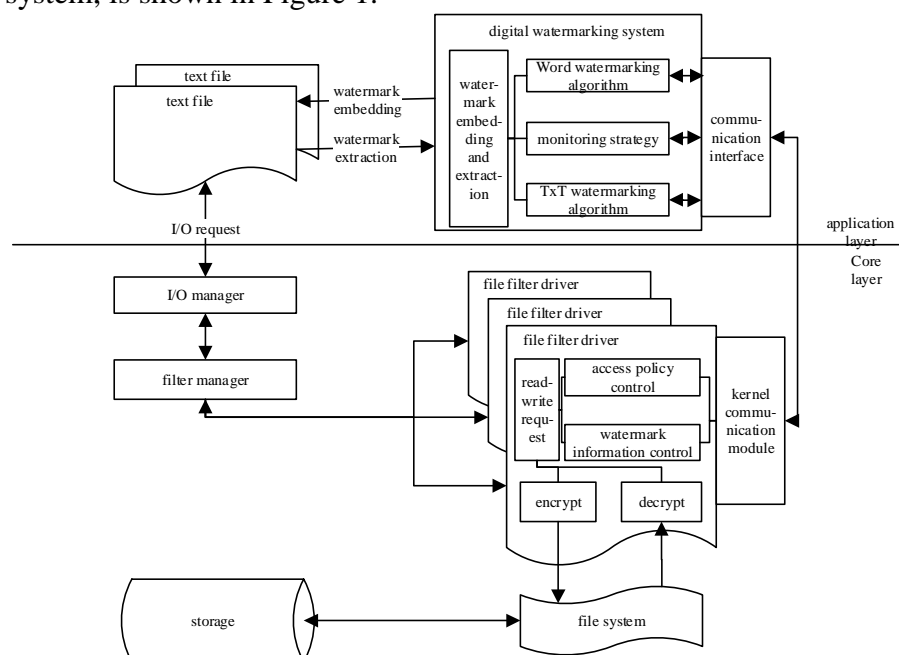 system, is shown in Figure 1.
digital watermarking system
text file
text file
watermark
embedding
watermark
extraction
water-
mark
embed-
ding
and
extract-
ion
Word watermarking
algorithm
monitoring strategy
TxT watermarking
algorithm
commu-
nication
interface
I/O request
application
layer
Core
layer
I/O manager
filter manager
file filter driver
file filter driver
file filter driver
read-
write
requ-
est
access policy
control
watermark
information control
kernel
commu-
nication
module
encrypt
decrypt
storage
file system